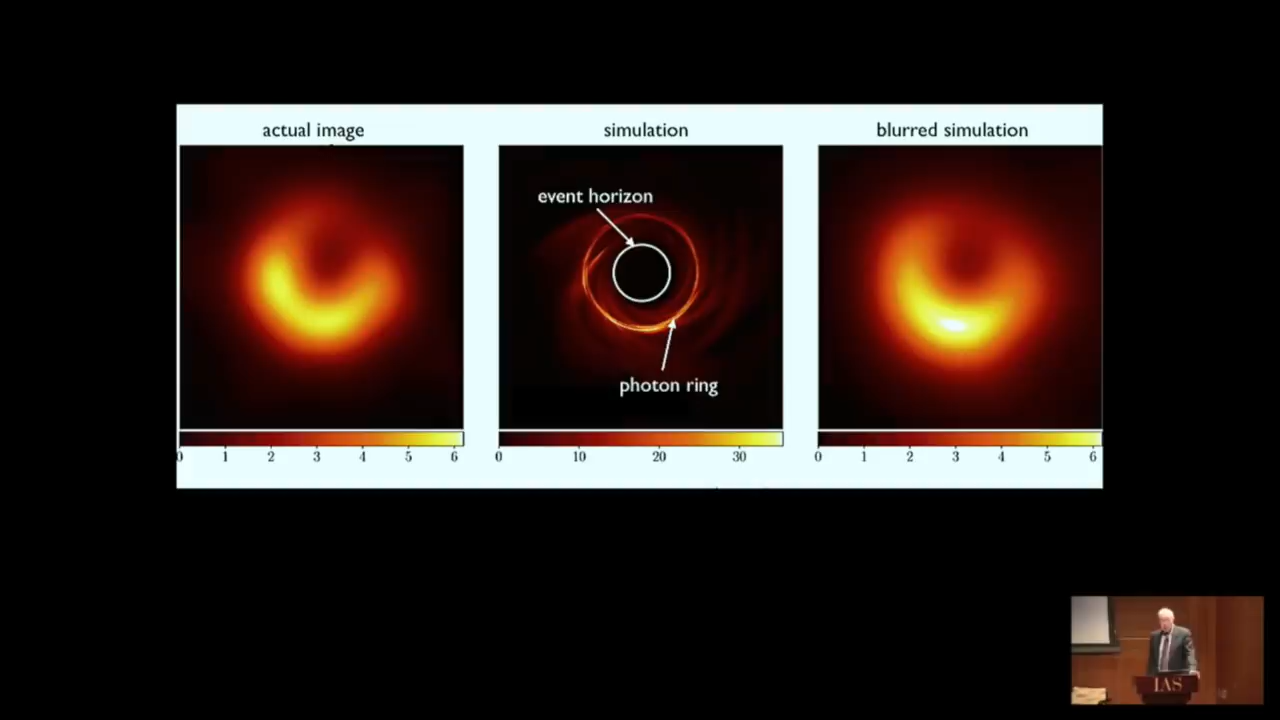 actual image
simulation
blurred simulation
event horizon
photon ring
0 1 2 3 4 5 6
0 10 20 30
0 1 2 3 4 5 6
IAS